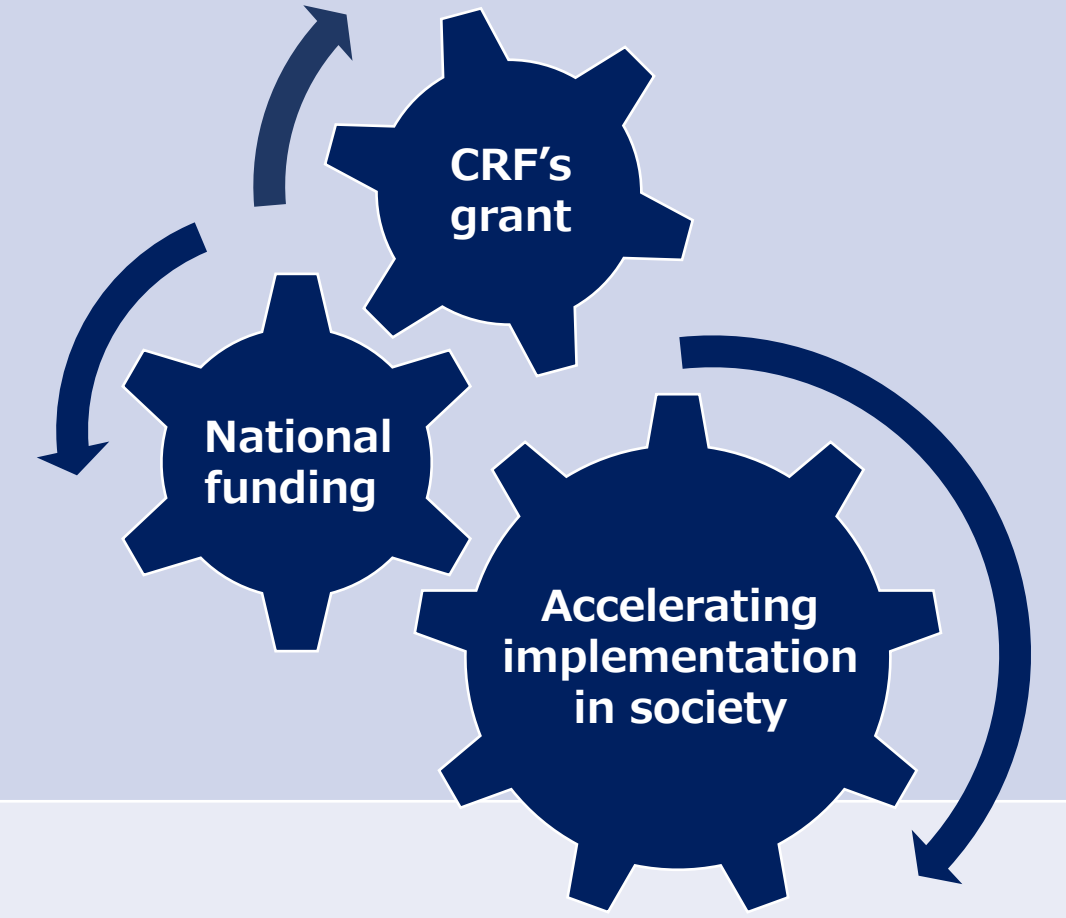 CRF’s
grant
National
funding
Accelerating
implementation
in society